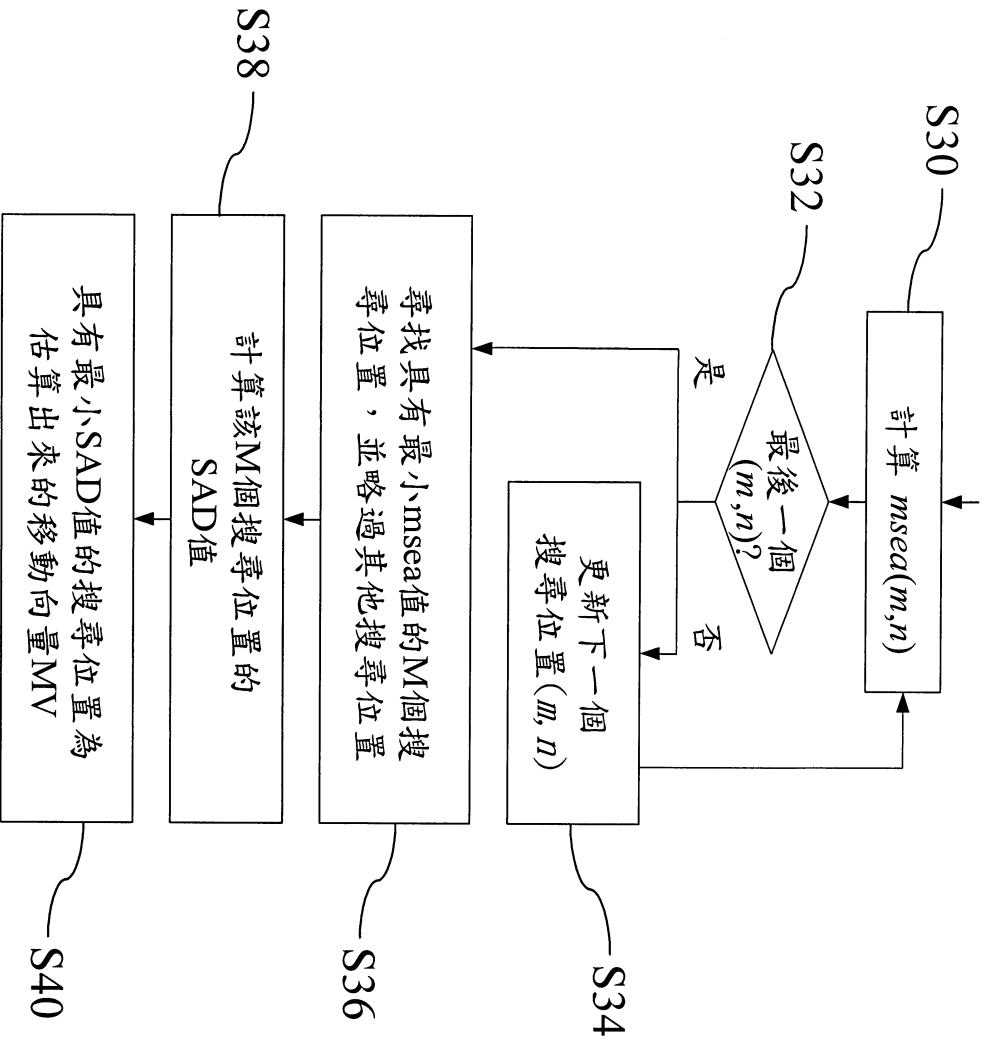 S30
計算 msea(m,n)
S32
最後一個
(m,n)?
是
否
更新下一個
搜尋位置(m, n)
S34
尋找具有最小msea值的M個搜
尋位置，並略過其他搜尋位置
S36
S38
計算該M個搜尋位置的
SAD值
具有最小SAD值的搜尋位置為
估算出來的移動向量MV
S40